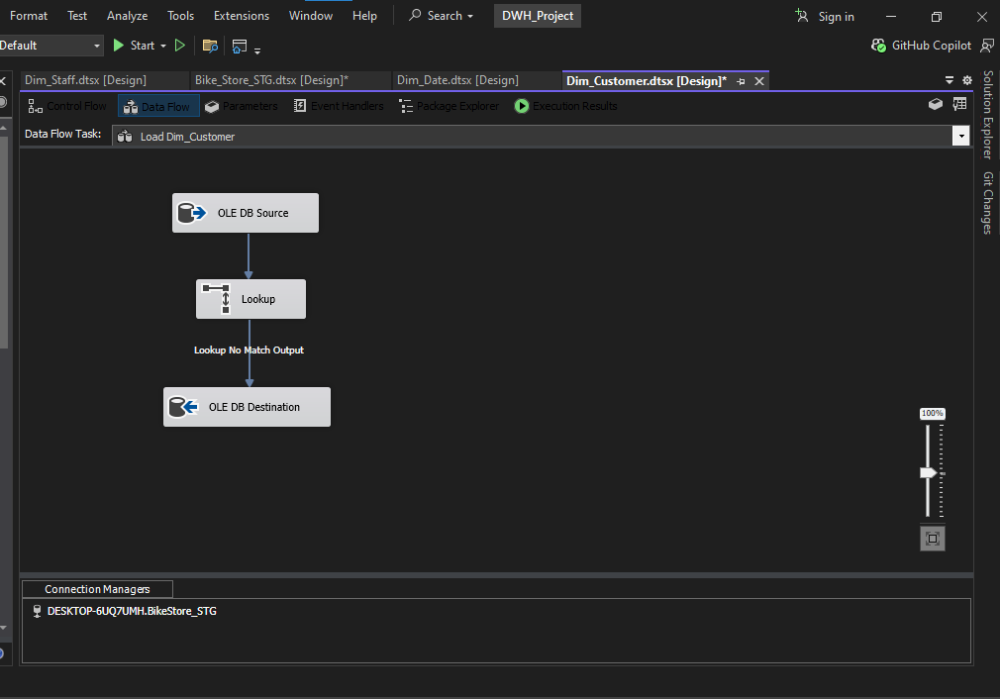 Format Test Analyze Tools Extensions Window Help Search DWH_Project Sign in
Default Start GitHub Copilot
Dim_Staff.dtsx [Design] Bike_Store_STG.dtsx [Design]* Dim_Date.dtsx [Design] Dim_Customer.dtsx [Design]*
Control Flow Data Flow Parameters Event Handlers Package Explorer Execution Results
Data Flow Task: Load Dim_Customer
Solution Explorer
Git Changes
OLE DB Source
Lookup
Lookup No Match Output
OLE DB Destination
100%
Connection Managers
DESKTOP-6UQ7UMH.BikeStore_STG